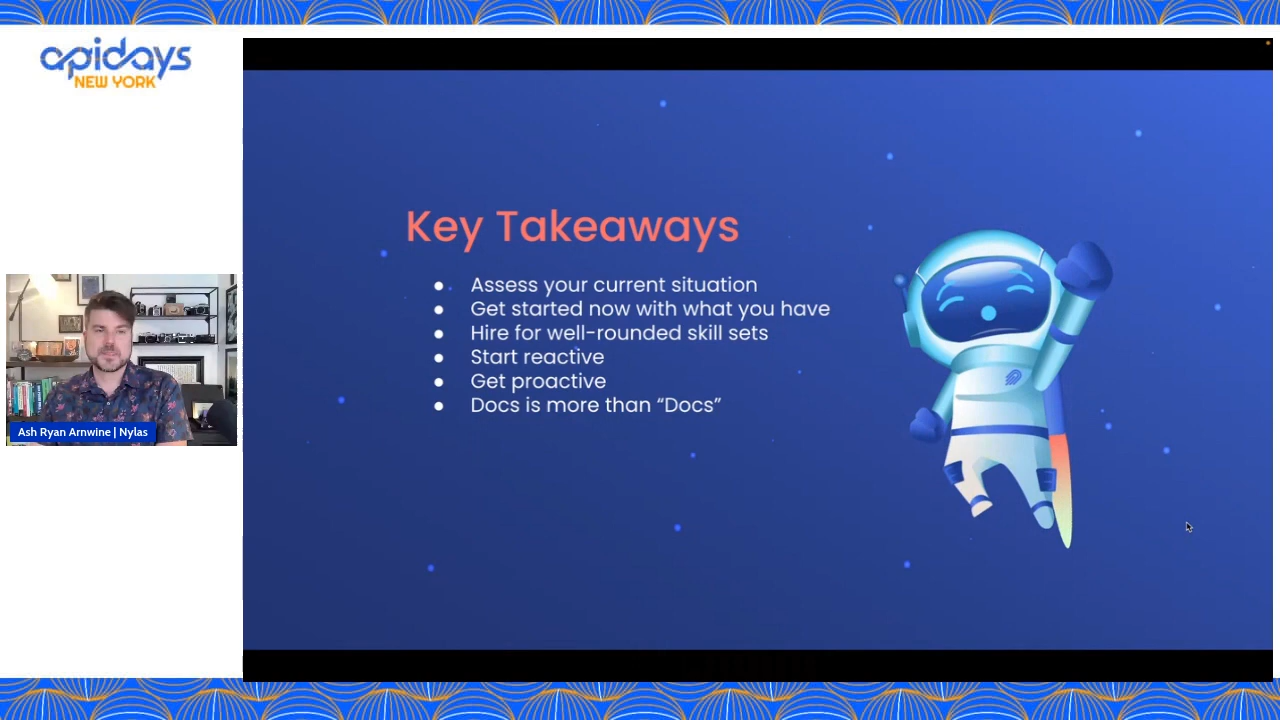 apidays
NEW YORK
Key Takeaways
● Assess your current situation
● Get started now with what you have
● Hire for well-rounded skill sets
● Start reactive
● Get proactive
● Docs is more than “Docs”
Ash Ryan Arnwine | Nylas